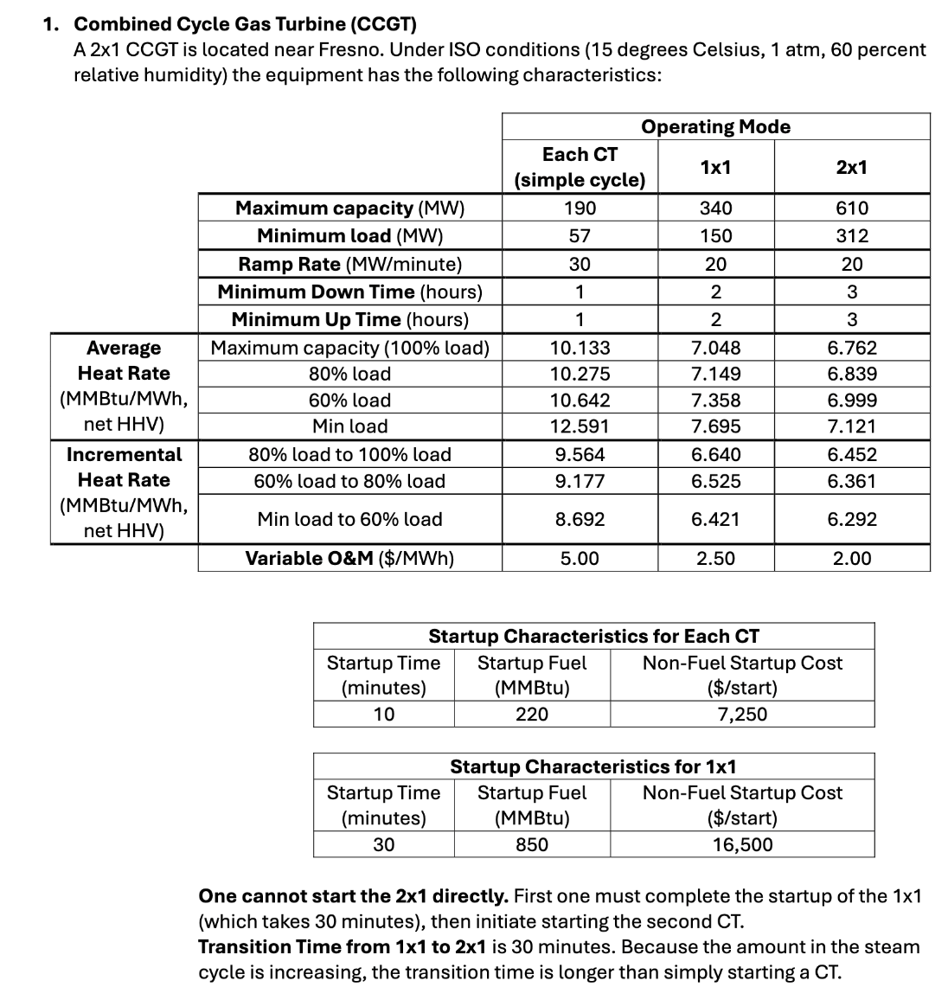 1. Combined Cycle Gas Turbine (CCGT)
A 2x1 CCGT is located near Fresno. Under ISO conditions (15 degrees Celsius, 1 atm, 60 percent
relative humidity) the equipment has the following characteristics:
Operating Mode
Each CT
(simple cycle)
1x1
2x1
Maximum capacity (MW) 190 340 610
Minimum load (MW) 57 150 312
Ramp Rate (MW/minute) 30 20 20
Minimum Down Time (hours) 1 2 3
Minimum Up Time (hours) 1 2 3
Average
Heat Rate
(MMBtu/MWh,
net HHV)
Maximum capacity (100% load) 10.133 7.048 6.762
80% load 10.275 7.149 6.839
60% load 10.642 7.358 6.999
Min load 12.591 7.695 7.121
Incremental
Heat Rate
(MMBtu/MWh,
net HHV)
80% load to 100% load 9.564 6.640 6.452
60% load to 80% load 9.177 6.525 6.361
Min load to 60% load 8.692 6.421 6.292
Variable O&M ($/MWh) 5.00 2.50 2.00
Startup Characteristics for Each CT
Startup Time
(minutes)
Startup Fuel
(MMBtu)
Non-Fuel Startup Cost
($/start)
10 220 7,250
Startup Characteristics for 1x1
Startup Time
(minutes)
Startup Fuel
(MMBtu)
Non-Fuel Startup Cost
($/start)
30 850 16,500
One cannot start the 2x1 directly. First one must complete the startup of the 1x1
(which takes 30 minutes), then initiate starting the second CT.
Transition Time from 1x1 to 2x1 is 30 minutes. Because the amount in the steam
cycle is increasing, the transition time is longer than simply starting a CT.